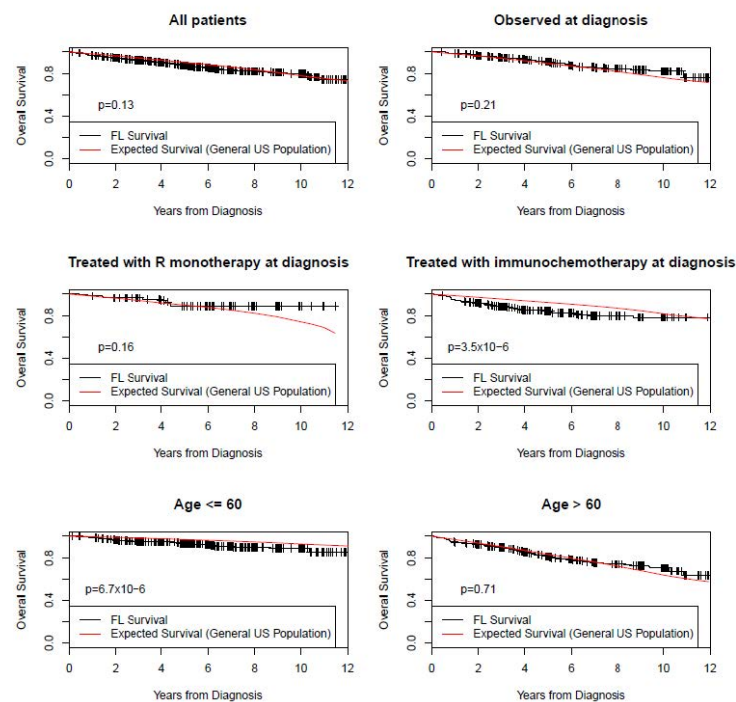 All patients
Overall Survival
0.0 0.4 0.8
p=0.13
FL Survival
Expected Survival (General US Population)
0 2 4 6 8 10 12
Years from Diagnosis
Observed at diagnosis
Overall Survival
0.0 0.4 0.8
p=0.21
FL Survival
Expected Survival (General US Population)
0 2 4 6 8 10 12
Years from Diagnosis
Treated with R monotherapy at diagnosis
Overall Survival
0.0 0.4 0.8
p=0.16
FL Survival
Expected Survival (General US Population)
0 2 4 6 8 10 12
Years from Diagnosis
Treated with immunochemotherapy at diagnosis
Overall Survival
0.0 0.4 0.8
p=3.5x10−6
FL Survival
Expected Survival (General US Population)
0 2 4 6 8 10 12
Years from Diagnosis
Age <= 60
Overall Survival
0.0 0.4 0.8
p=6.7x10−6
FL Survival
Expected Survival (General US Population)
0 2 4 6 8 10 12
Years from Diagnosis
Age > 60
Overall Survival
0.0 0.4 0.8
p=0.71
FL Survival
Expected Survival (General US Population)
0 2 4 6 8 10 12
Years from Diagnosis